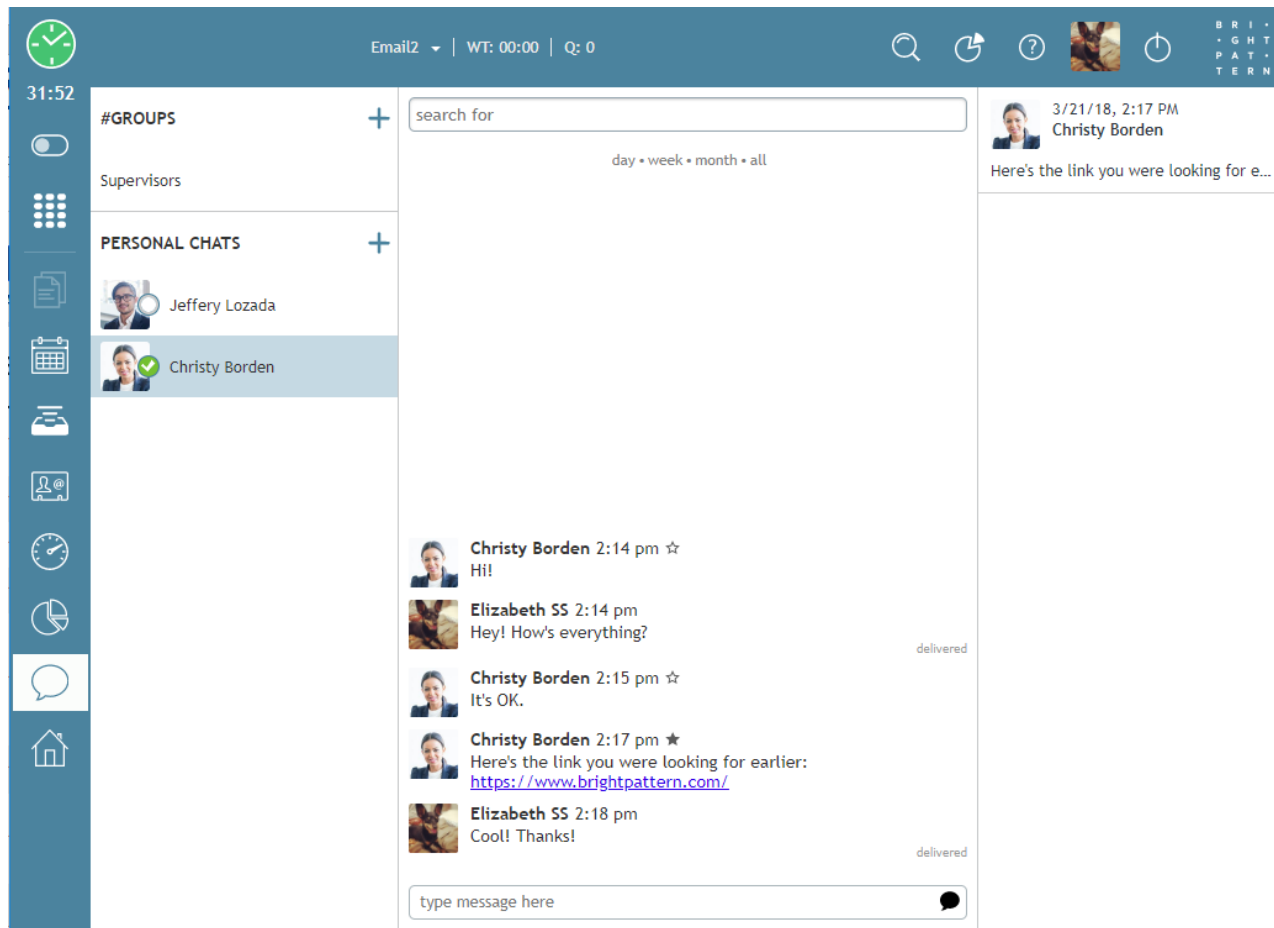 Email2 | WT: 00:00 | Q: 0
B R I •
• G H T
P A T •
T E R N
31:52
#GROUPS
Supervisors
PERSONAL CHATS
Jeffery Lozada
Christy Borden
search for
day • week • month • all
Christy Borden 2:14 pm
Hi!
Elizabeth SS 2:14 pm
Hey! How's everything?
delivered
Christy Borden 2:15 pm
It's OK.
Christy Borden 2:17 pm
Here's the link you were looking for earlier:
https://www.brightpattern.com/
Elizabeth SS 2:18 pm
Cool! Thanks!
delivered
type message here
3/21/18, 2:17 PM
Christy Borden
Here's the link you were looking for e...